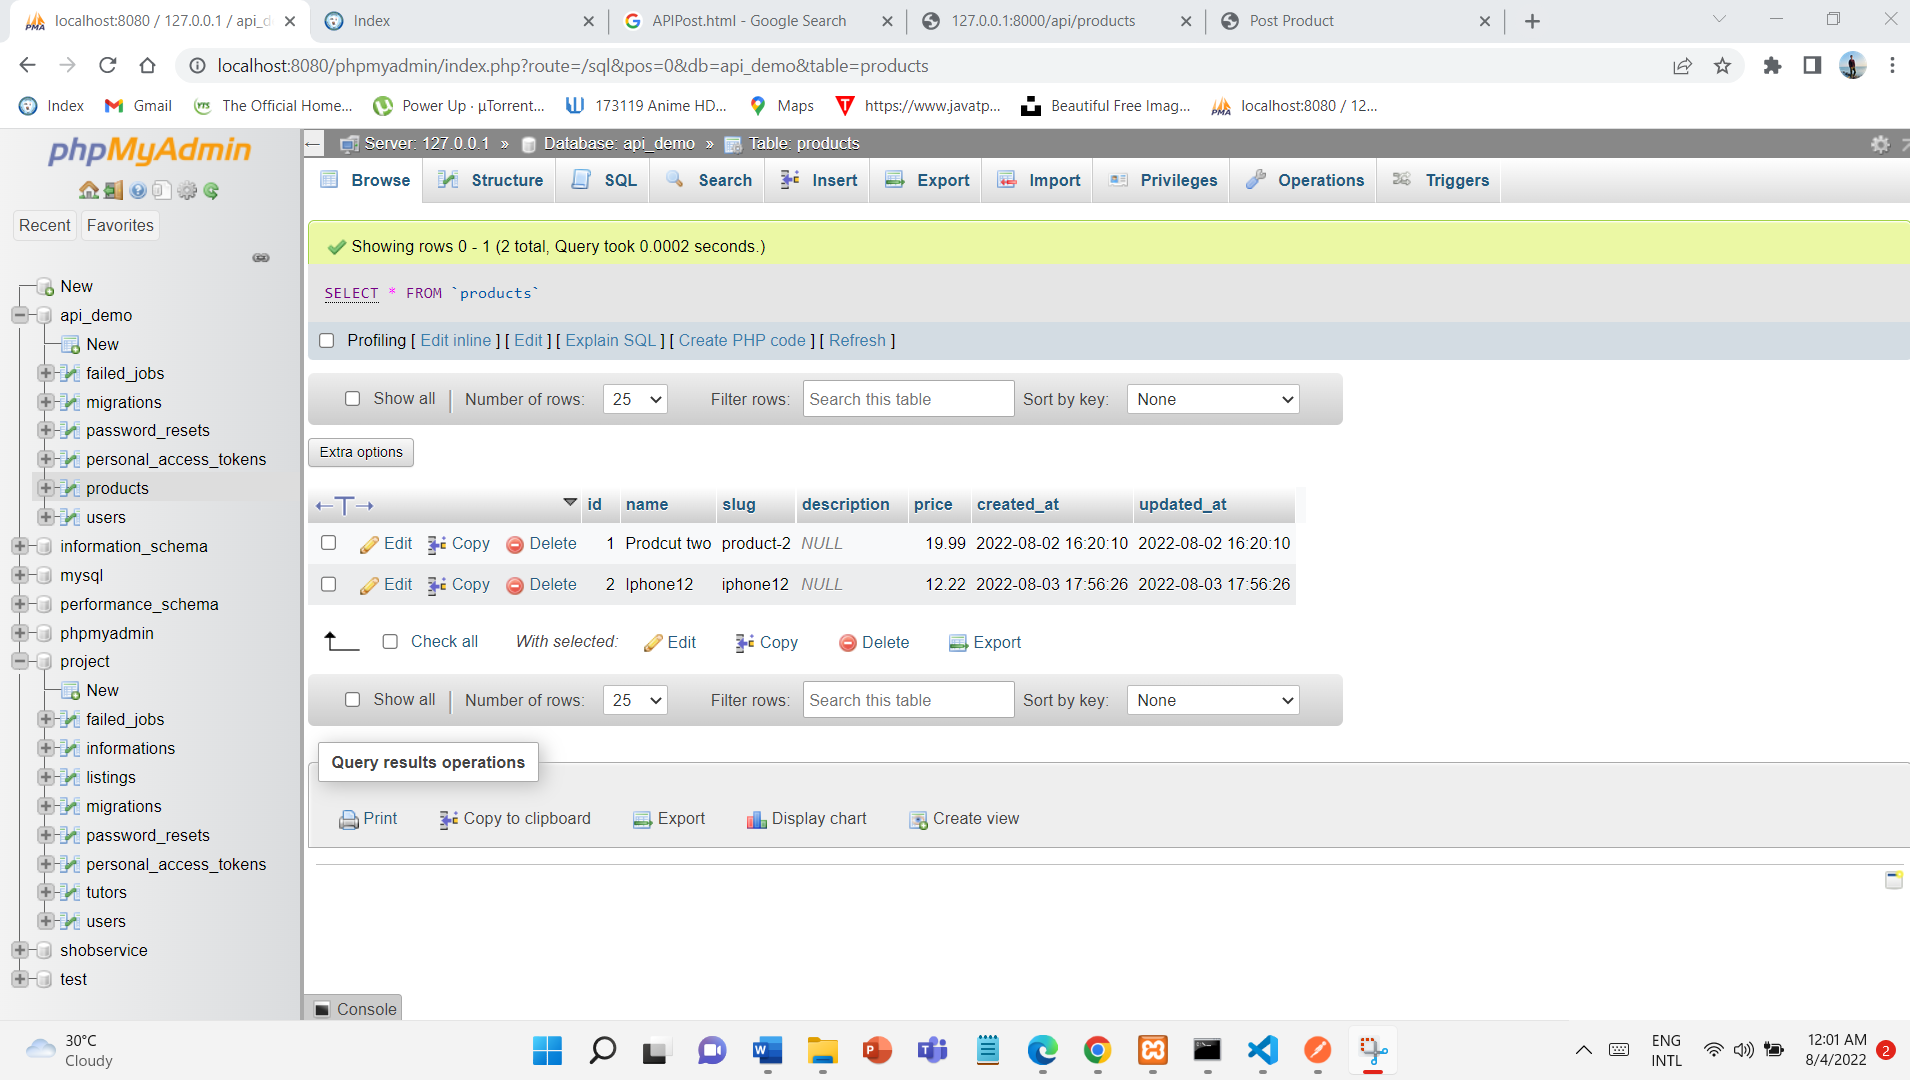 localhost:8080 / 127.0.0.1 / api_d
Index
APIPost.html - Google Search
127.0.0.1:8000/api/products
Post Product
localhost:8080/phpmyadmin/index.php?route=/sql&pos=0&db=api_demo&table=products
Index
Gmail
The Official Home...
Power Up · µTorrent...
173119 Anime HD...
Maps
https://www.javatp...
Beautiful Free Imag...
localhost:8080 / 12...
phpMyAdmin
Recent
Favorites
New
api_demo
New
failed_jobs
migrations
password_resets
personal_access_tokens
products
users
information_schema
mysql
performance_schema
phpmyadmin
project
New
failed_jobs
informations
listings
migrations
password_resets
personal_access_tokens
tutors
users
shobservice
test
Server: 127.0.0.1 » Database: api_demo » Table: products
Browse Structure SQL Search Insert Export Import Privileges Operations Triggers
Showing rows 0 - 1 (2 total, Query took 0.0002 seconds.)
SELECT * FROM `products`
Profiling [ Edit inline ] [ Edit ] [ Explain SQL ] [ Create PHP code ] [ Refresh ]
Show all Number of rows: 25 Filter rows: Search this table Sort by key: None
Extra options
id name slug description price created_at updated_at
Edit Copy Delete 1 Prodcut two product-2 NULL 19.99 2022-08-02 16:20:10 2022-08-02 16:20:10
Edit Copy Delete 2 Iphone12 iphone12 NULL 12.22 2022-08-03 17:56:26 2022-08-03 17:56:26
Check all With selected: Edit Copy Delete Export
Show all Number of rows: 25 Filter rows: Search this table Sort by key: None
Query results operations
Print Copy to clipboard Export Display chart Create view
Console
30°C
Cloudy
ENG
INTL
12:01 AM
8/4/2022
2